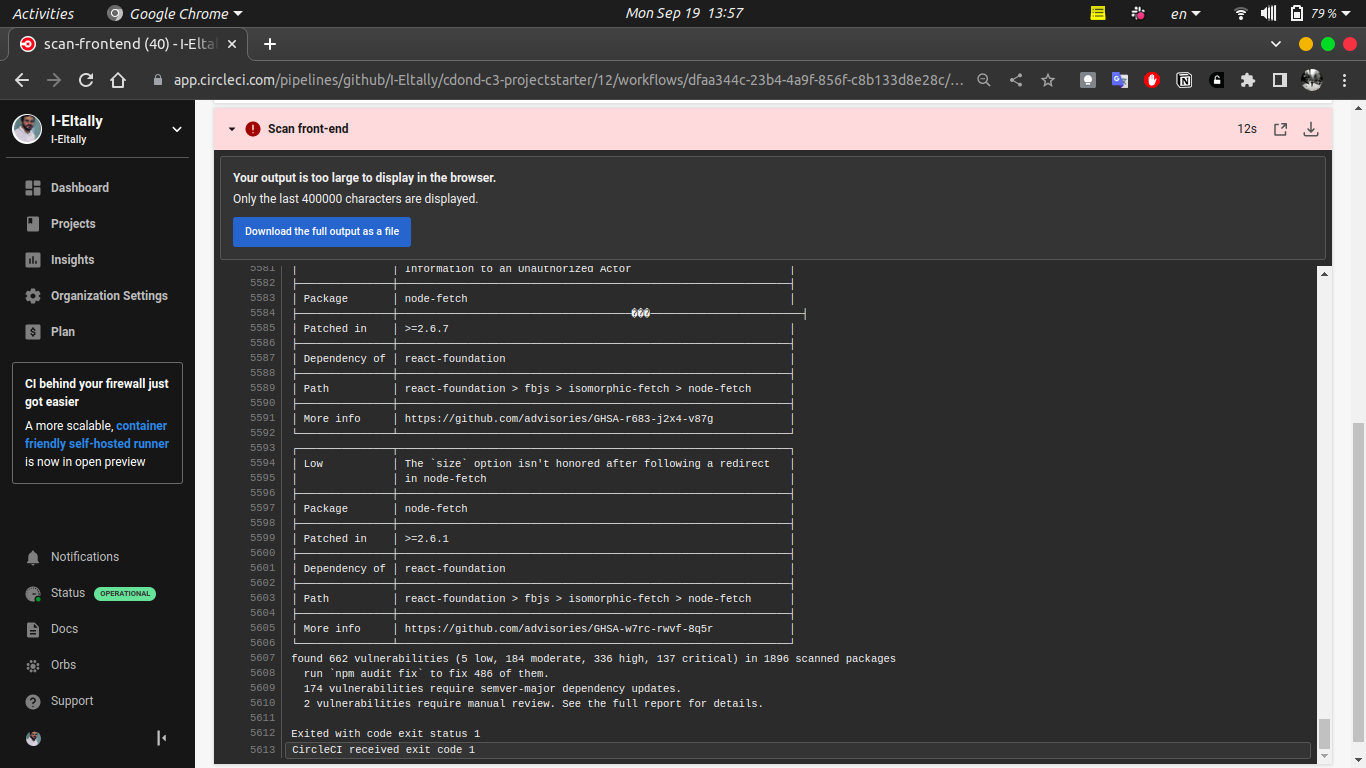 Activities
Google Chrome
Mon Sep 19 13:57
en
79 %
scan-frontend (40) - I-Elta
app.circleci.com/pipelines/github/I-Eltally/cdond-c3-projectstarter/12/workflows/dfaa344c-23b4-4a9f-856f-c8b133d8e28c/…
I-Eltally
I-Eltally
Dashboard
Projects
Insights
Organization Settings
Plan
CI behind your firewall just
got easier
A more scalable, container
friendly self-hosted runner
is now in open preview
Notifications
Status OPERATIONAL
Docs
Orbs
Support
Scan front-end
12s
Your output is too large to display in the browser.
Only the last 400000 characters are displayed.
Download the full output as a file
5581 Information to an Unauthorized Actor
5582
5583 Package node-fetch
5584 ���
5585 Patched in >=2.6.7
5586
5587 Dependency of react-foundation
5588
5589 Path react-foundation > fbjs > isomorphic-fetch > node-fetch
5590
5591 More info https://github.com/advisories/GHSA-r683-j2x4-v87g
5592
5593
5594 Low The `size` option isn't honored after following a redirect
5595 in node-fetch
5596
5597 Package node-fetch
5598
5599 Patched in >=2.6.1
5600
5601 Dependency of react-foundation
5602
5603 Path react-foundation > fbjs > isomorphic-fetch > node-fetch
5604
5605 More info https://github.com/advisories/GHSA-w7rc-rwvf-8q5r
5606
5607 found 662 vulnerabilities (5 low, 184 moderate, 336 high, 137 critical) in 1896 scanned packages
5608 run `npm audit fix` to fix 486 of them.
5609 174 vulnerabilities require semver-major dependency updates.
5610 2 vulnerabilities require manual review. See the full report for details.
5611
5612 Exited with code exit status 1
5613 CircleCI received exit code 1